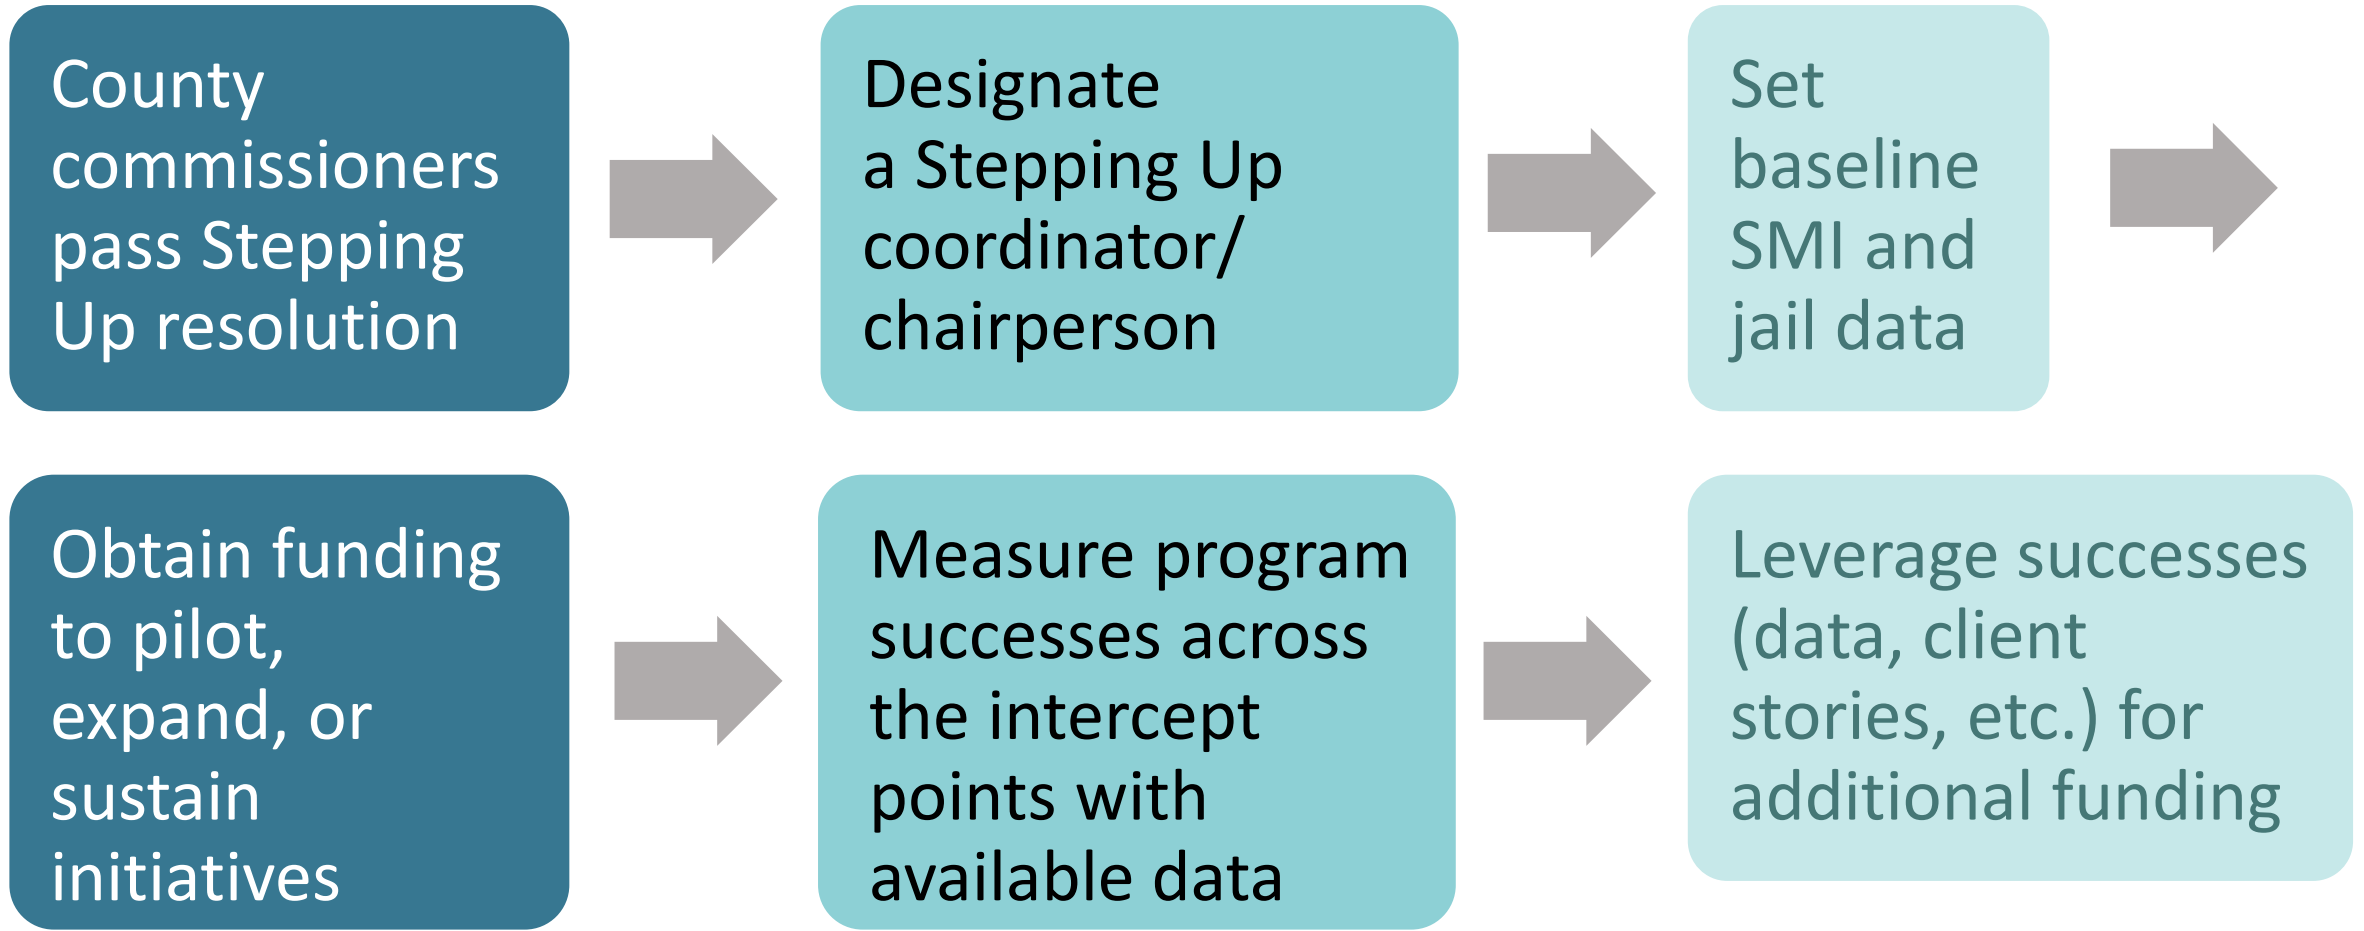 County
commissioners
pass Stepping
Up resolution
Designate
a Stepping Up
coordinator/
chairperson
Set
baseline
SMI and
jail data
Obtain funding
to pilot,
expand, or
sustain
initiatives
Measure program
successes across
the intercept
points with
available data
Leverage successes
(data, client
stories, etc.) for
additional funding